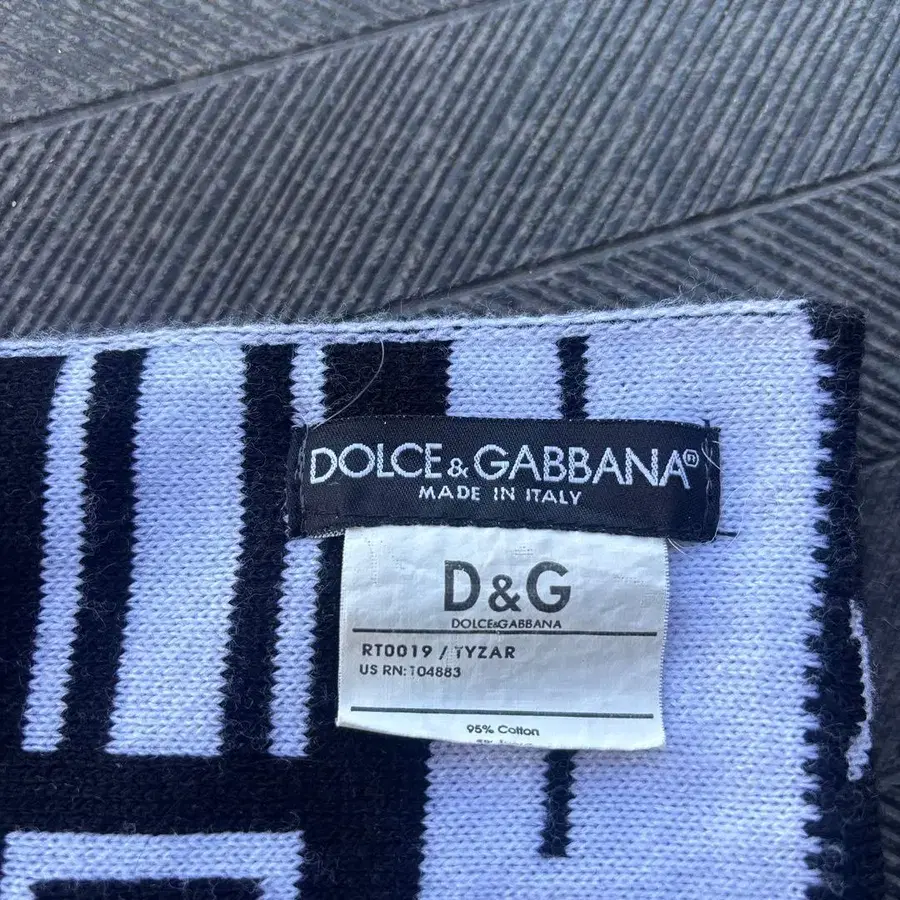 DOLCE & GABBANA®
MADE IN ITALY
D&G
DOLCE&GABBANA
RT0019 / TYZAR
US RN: 104883
95% Cotton